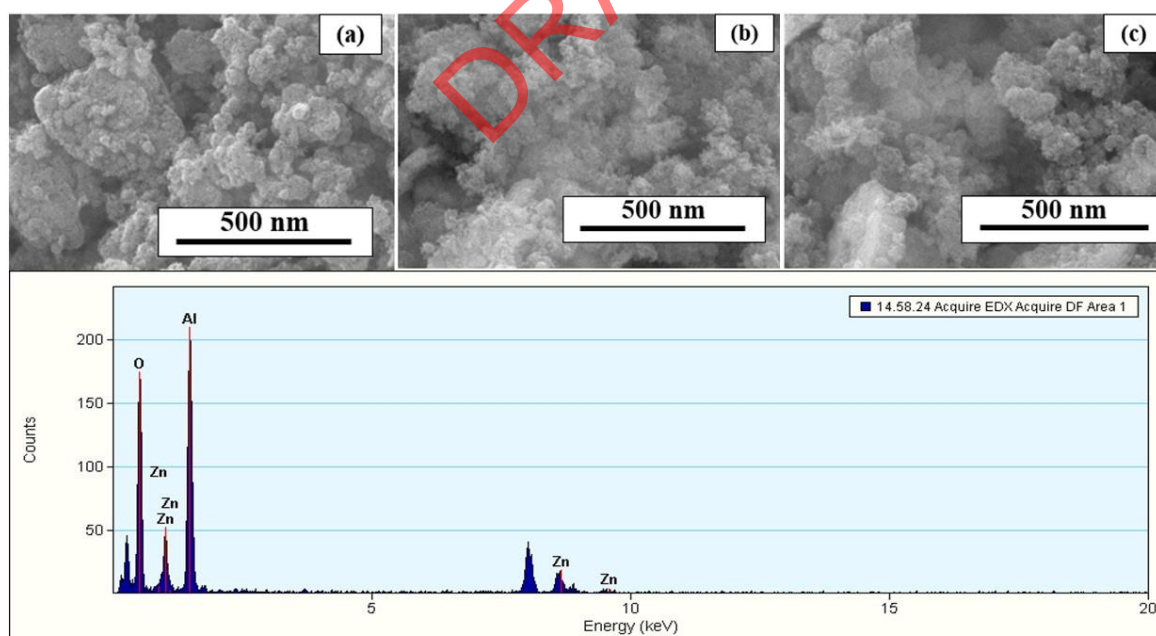 (a)
(b)
(c)
DRA
500 nm
500 nm
500 nm
14.58.24 Acquire EDX Acquire DF Area 1
Al
200
O
150
Counts
100
Zn
Zn
Zn
50
Zn
Zn
5
10
15
20
Energy (keV)